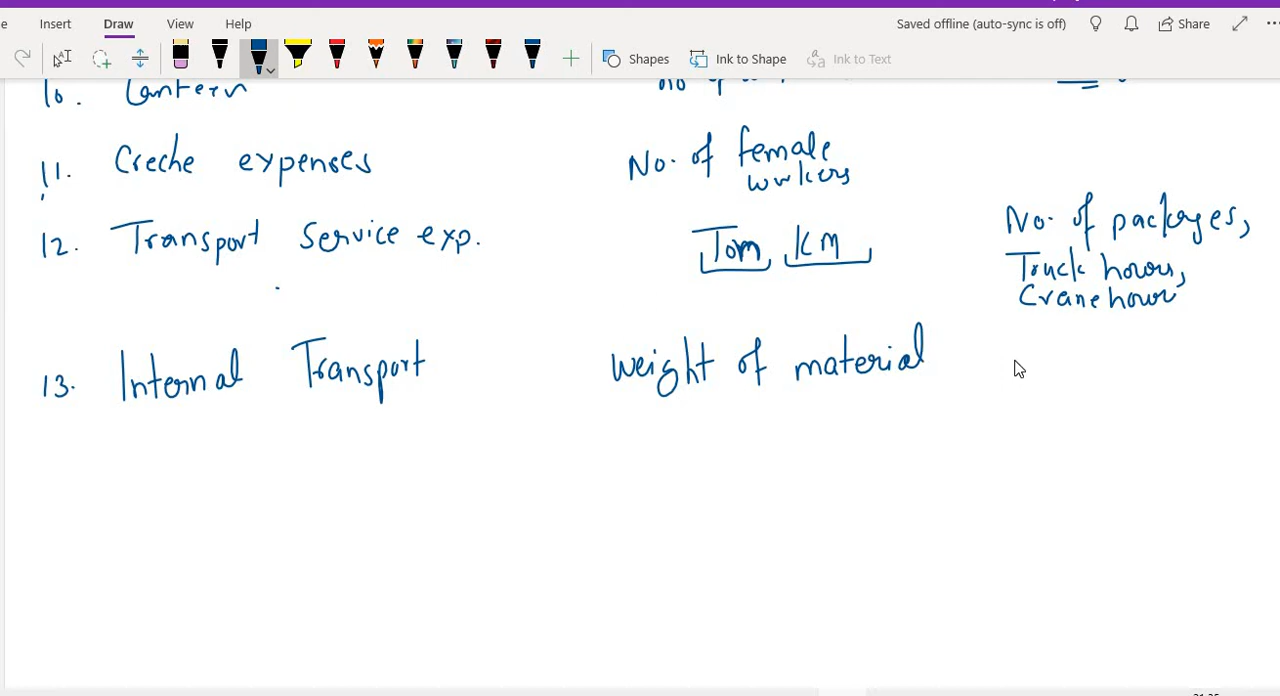 Insert Draw View Help Saved offline (auto-sync is off) Share
Shapes Ink to Shape Ink to Text
10. Canteen
11. Creche expenses No. of female workers
12. Transport Service exp. Tom KM No. of packages, Truck hours, Crane hour
13. Internal Transport weight of material